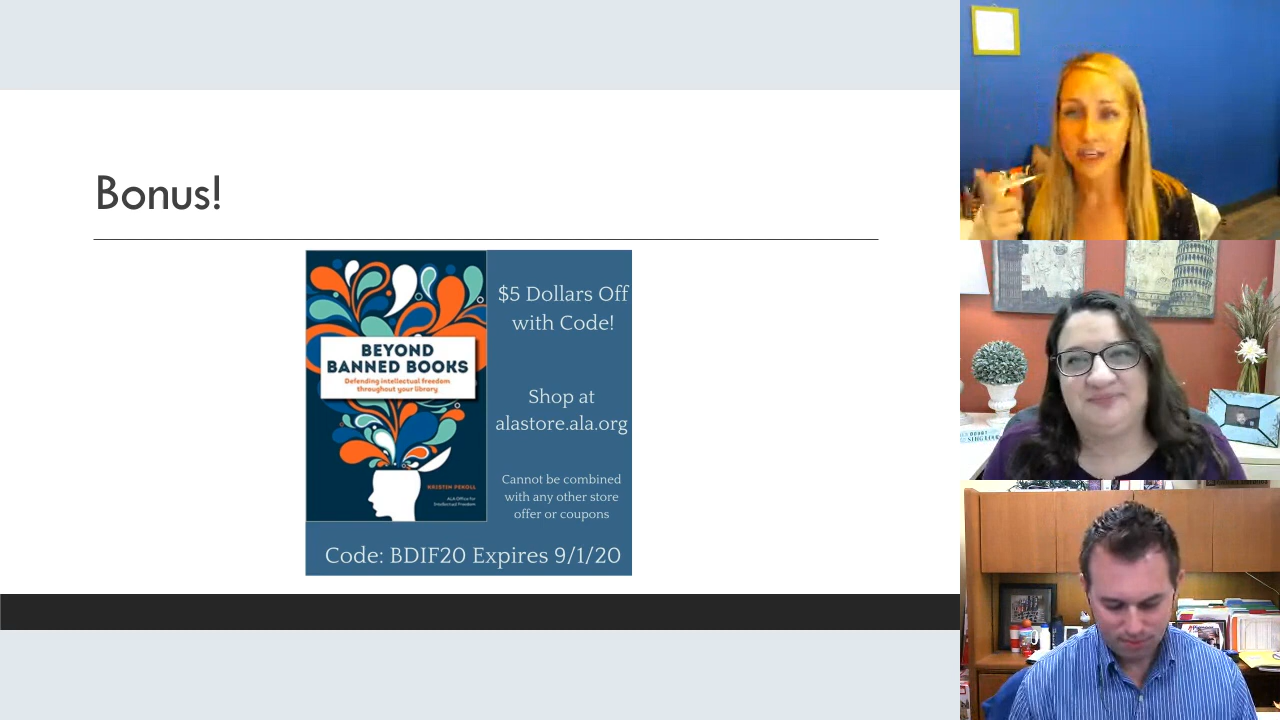 Bonus!
BEYOND
BANNED BOOKS
Defending intellectual freedom
throughout your library
KRISTIN PEKOLL
ALA Office for
Intellectual Freedom
$5 Dollars Off
with Code!
Shop at
alastore.ala.org
Cannot be combined
with any other store
offer or coupons
Code: BDIF20 Expires 9/1/20